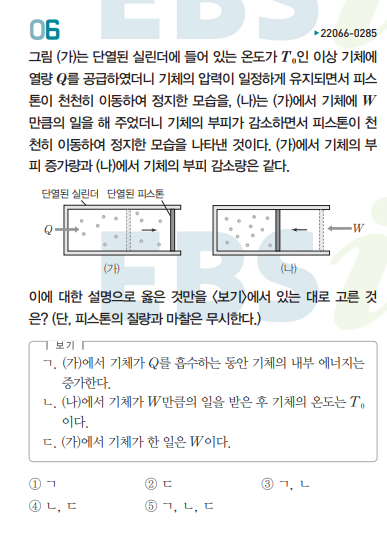 06
▶22066-0285
그림 (가)는 단열된 실린더에 들어 있는 온도가 T₀인 이상 기체에
열량 Q를 공급하였더니 기체의 압력이 일정하게 유지되면서 피스
톤이 천천히 이동하여 정지한 모습을, (나)는 (가)에서 기체에 W
만큼의 일을 해 주었더니 기체의 부피가 감소하면서 피스톤이 천
천히 이동하여 정지한 모습을 나타낸 것이다. (가)에서 기체의 부
피 증가량과 (나)에서 기체의 부피 감소량은 같다.
단열된 실린더 단열된 피스톤
Q
W
(가)
(나)
이에 대한 설명으로 옳은 것만을 〈보기〉에서 있는 대로 고른 것
은? (단, 피스톤의 질량과 마찰은 무시한다.)
보기
ㄱ. (가)에서 기체가 Q를 흡수하는 동안 기체의 내부 에너지는
증가한다.
ㄴ. (나)에서 기체가 W만큼의 일을 받은 후 기체의 온도는 T₀
이다.
ㄷ. (가)에서 기체가 한 일은 W이다.
① ㄱ ② ㄷ ③ ㄱ, ㄴ
④ ㄴ, ㄷ ⑤ ㄱ, ㄴ, ㄷ
EBSi
EBSi